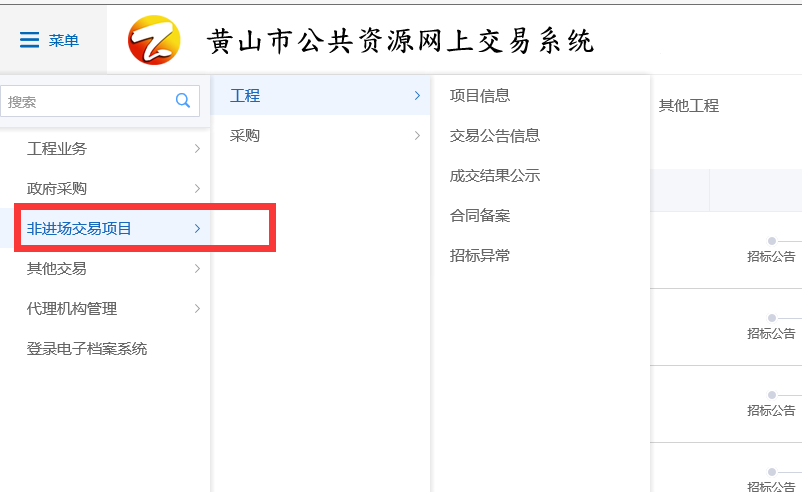 菜单
黄山市公共资源网上交易系统
搜索
工程业务
政府采购
非进场交易项目
其他交易
代理机构管理
登录电子档案系统
工程
采购
项目信息
交易公告信息
成交结果公示
合同备案
招标异常
其他工程
招标公告
招标公告
招标公告
招标公告